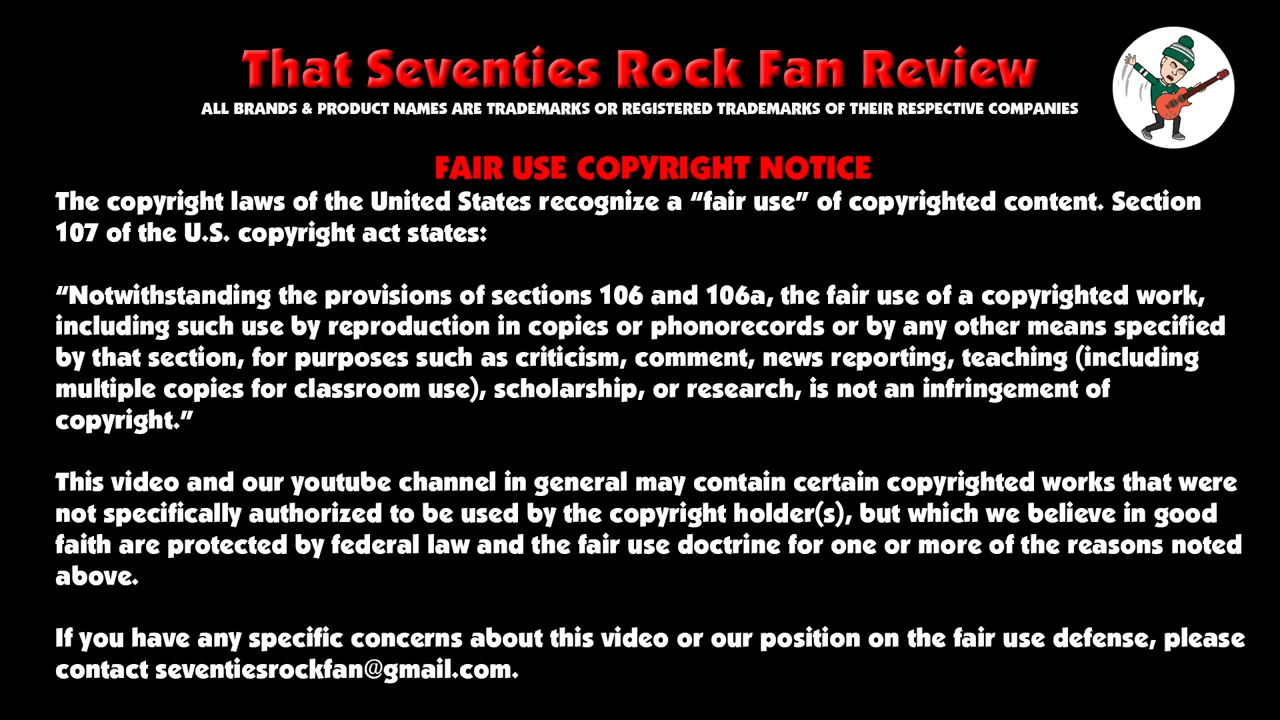 That Seventies Rock Fan Review
ALL BRANDS & PRODUCT NAMES ARE TRADEMARKS OR REGISTERED TRADEMARKS OF THEIR RESPECTIVE COMPANIES
FAIR USE COPYRIGHT NOTICE
The copyright laws of the United States recognize a “fair use” of copyrighted content. Section
107 of the U.S. copyright act states:
“Notwithstanding the provisions of sections 106 and 106a, the fair use of a copyrighted work,
including such use by reproduction in copies or phonorecords or by any other means specified
by that section, for purposes such as criticism, comment, news reporting, teaching (including
multiple copies for classroom use), scholarship, or research, is not an infringement of
copyright.”
This video and our youtube channel in general may contain certain copyrighted works that were
not specifically authorized to be used by the copyright holder(s), but which we believe in good
faith are protected by federal law and the fair use doctrine for one or more of the reasons noted
above.
If you have any specific concerns about this video or our position on the fair use defense, please
contact seventiesrockfan@gmail.com.